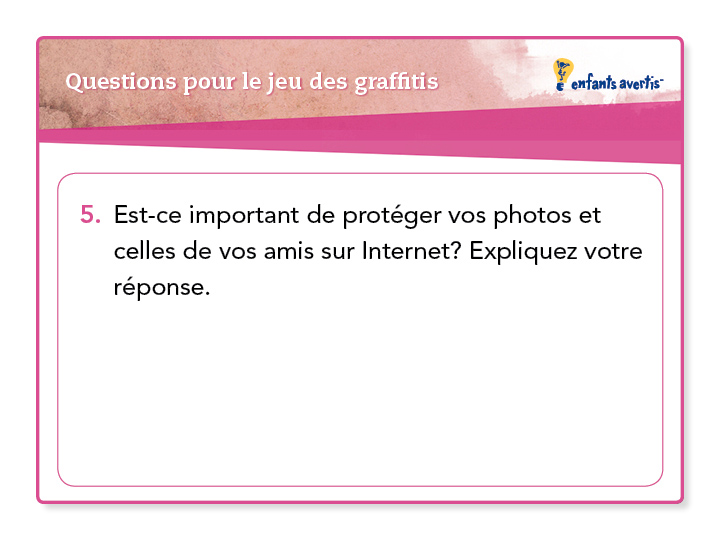 Questions pour le jeu des graffitis
enfants avertis™
5. Est-ce important de protéger vos photos et
celles de vos amis sur Internet? Expliquez votre
réponse.